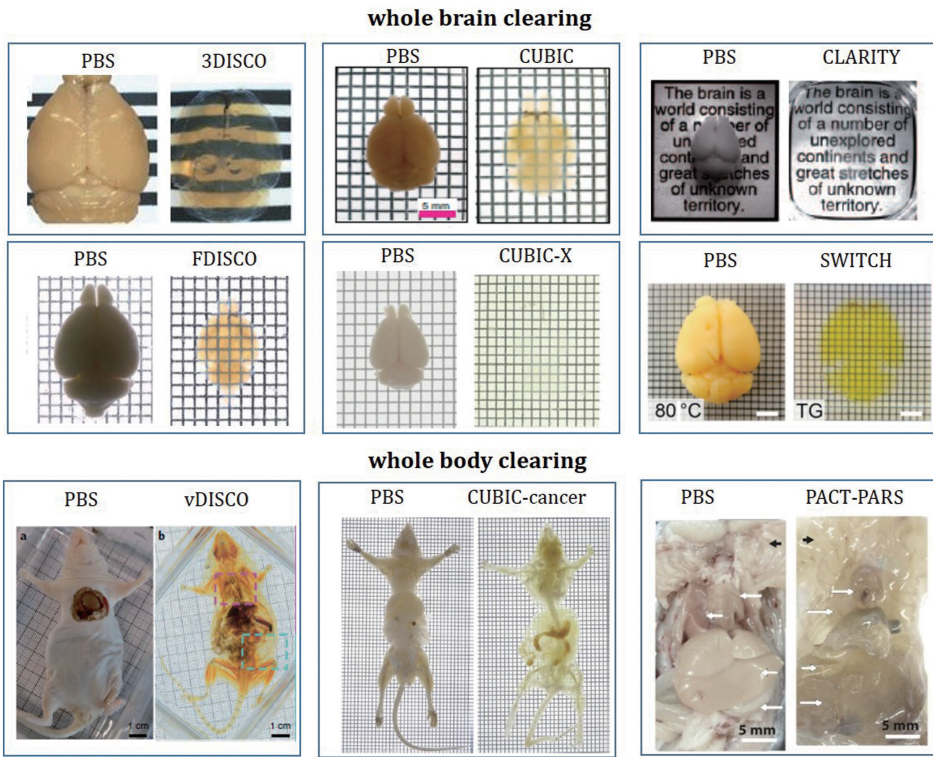 whole brain clearing
PBS 3DISCO
PBS CUBIC
5 mm
PBS CLARITY
The brain is a
world consisting
of a number of
une ed
cont and
great stretches
of unknown
territory.
The brain is a
world consisting
of a number of
unexplored
continents and
great stretches
of unknown
territory.
PBS FDISCO
PBS CUBIC-X
PBS SWITCH
80 °C
TG
whole body clearing
PBS vDISCO
a
b
1 cm
1 cm
PBS CUBIC-cancer
PBS PACT-PARS
5 mm
5 mm